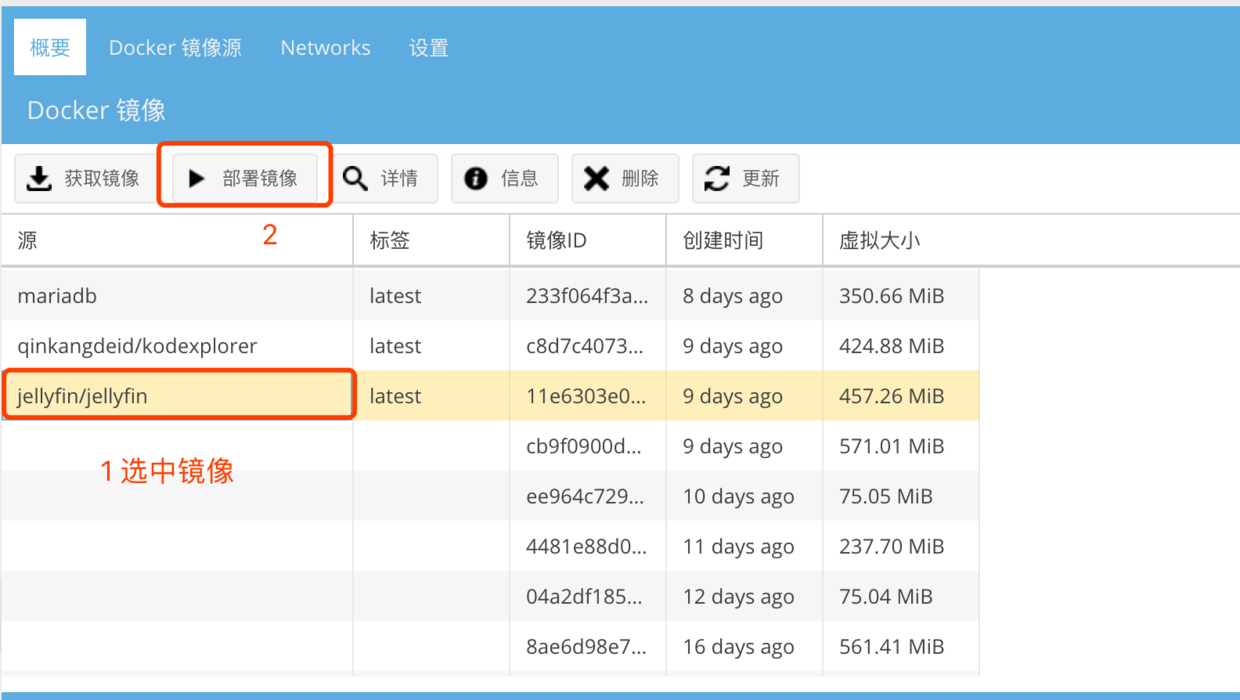 概要 Docker 镜像源 Networks 设置
Docker 镜像
获取镜像 部署镜像 详情 信息 删除 更新
2
源 标签 镜像ID 创建时间 虚拟大小
mariadb latest 233f064f3a... 8 days ago 350.66 MiB
qinkangdeid/kodexplorer latest c8d7c4073... 9 days ago 424.88 MiB
jellyfin/jellyfin latest 11e6303e0... 9 days ago 457.26 MiB
cb9f0900d... 9 days ago 571.01 MiB
1 选中镜像
ee964c729... 10 days ago 75.05 MiB
4481e88d0... 11 days ago 237.70 MiB
04a2df185... 12 days ago 75.04 MiB
8ae6d98e7... 16 days ago 561.41 MiB